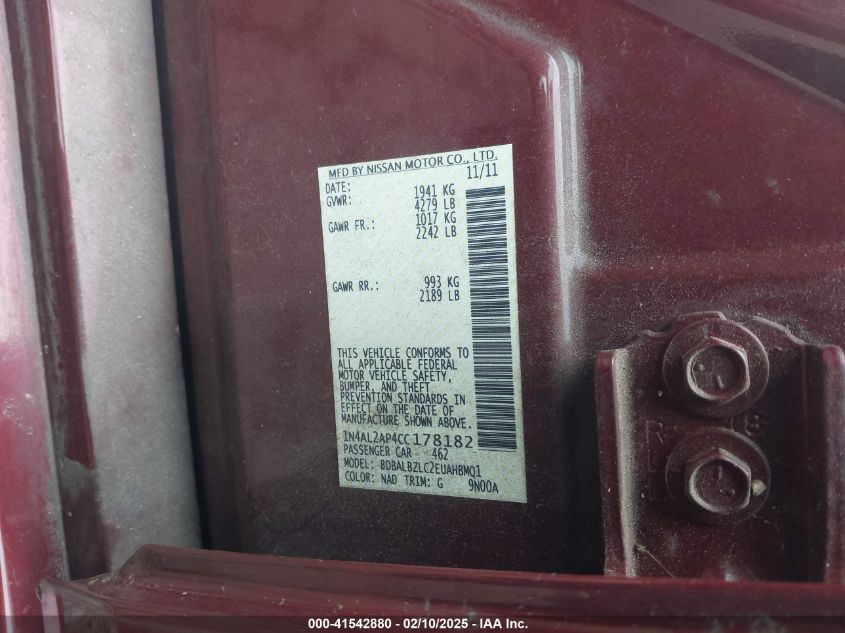 MFD BY NISSAN MOTOR CO., LTD.
DATE: 11/11
GVWR: 1941 KG
4279 LB
GAWR FR.: 1017 KG
2242 LB
GAWR RR.: 993 KG
2189 LB
THIS VEHICLE CONFORMS TO
ALL APPLICABLE FEDERAL
MOTOR VEHICLE SAFETY,
BUMPER, AND THEFT
PREVENTION STANDARDS IN
EFFECT ON THE DATE OF
MANUFACTURE SHOWN ABOVE.
1N4AL2AP4CC178182
PASSENGER CAR 462
MODEL: BDBALBZLC2EUAHBMQ1
COLOR: NAD TRIM: G 9N00A
000-41542880 - 02/10/2025 - IAA Inc.